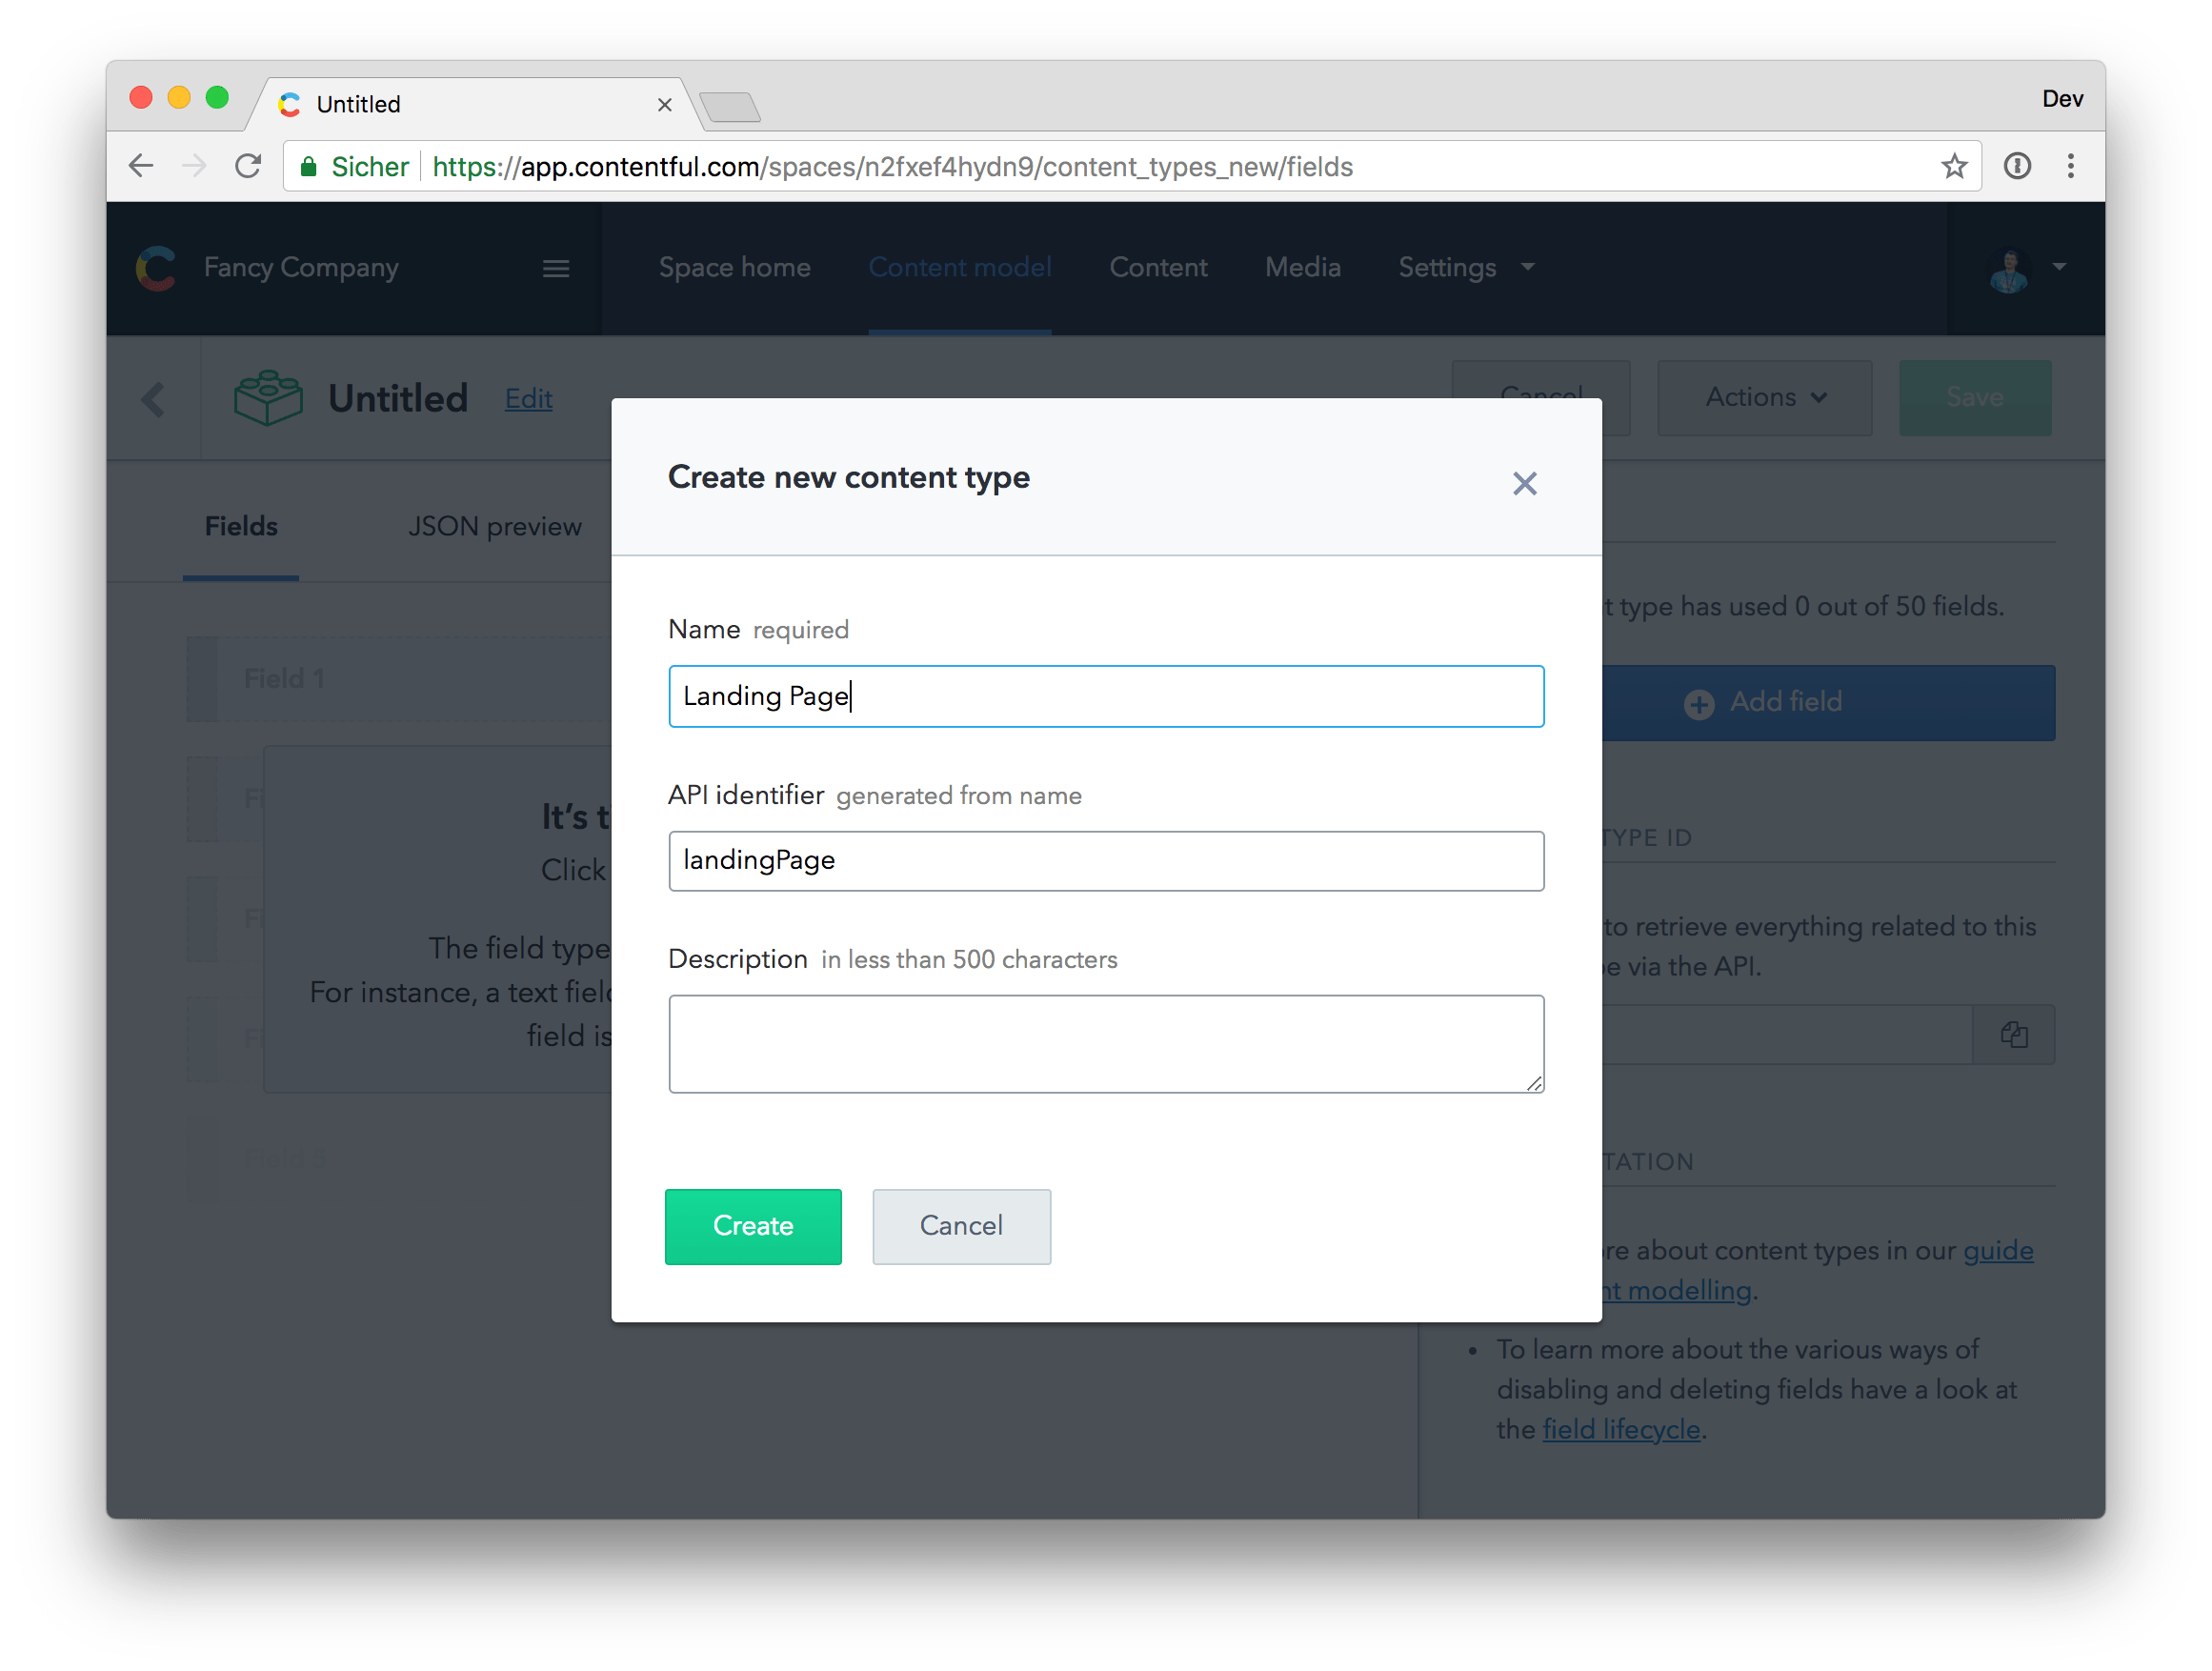 Untitled
Dev
Sicher https://app.contentful.com/spaces/n2fxef4hydn9/content_types_new/fields
Fancy Company
Space home Content model Content Media Settings
Untitled Edit
Cancel Actions Save
Create new content type
Fields JSON preview
t type has used 0 out of 50 fields.
Name required
Field 1
Landing Page
Add field
API identifier generated from name
It's t
TYPE ID
landingPage
Click
to retrieve everything related to this
The field type
Description in less than 500 characters
e via the API.
For instance, a text field
field is
Field 5
TATION
Create Cancel
re about content types in our guide
nt modelling.
• To learn more about the various ways of
disabling and deleting fields have a look at
the field lifecycle.